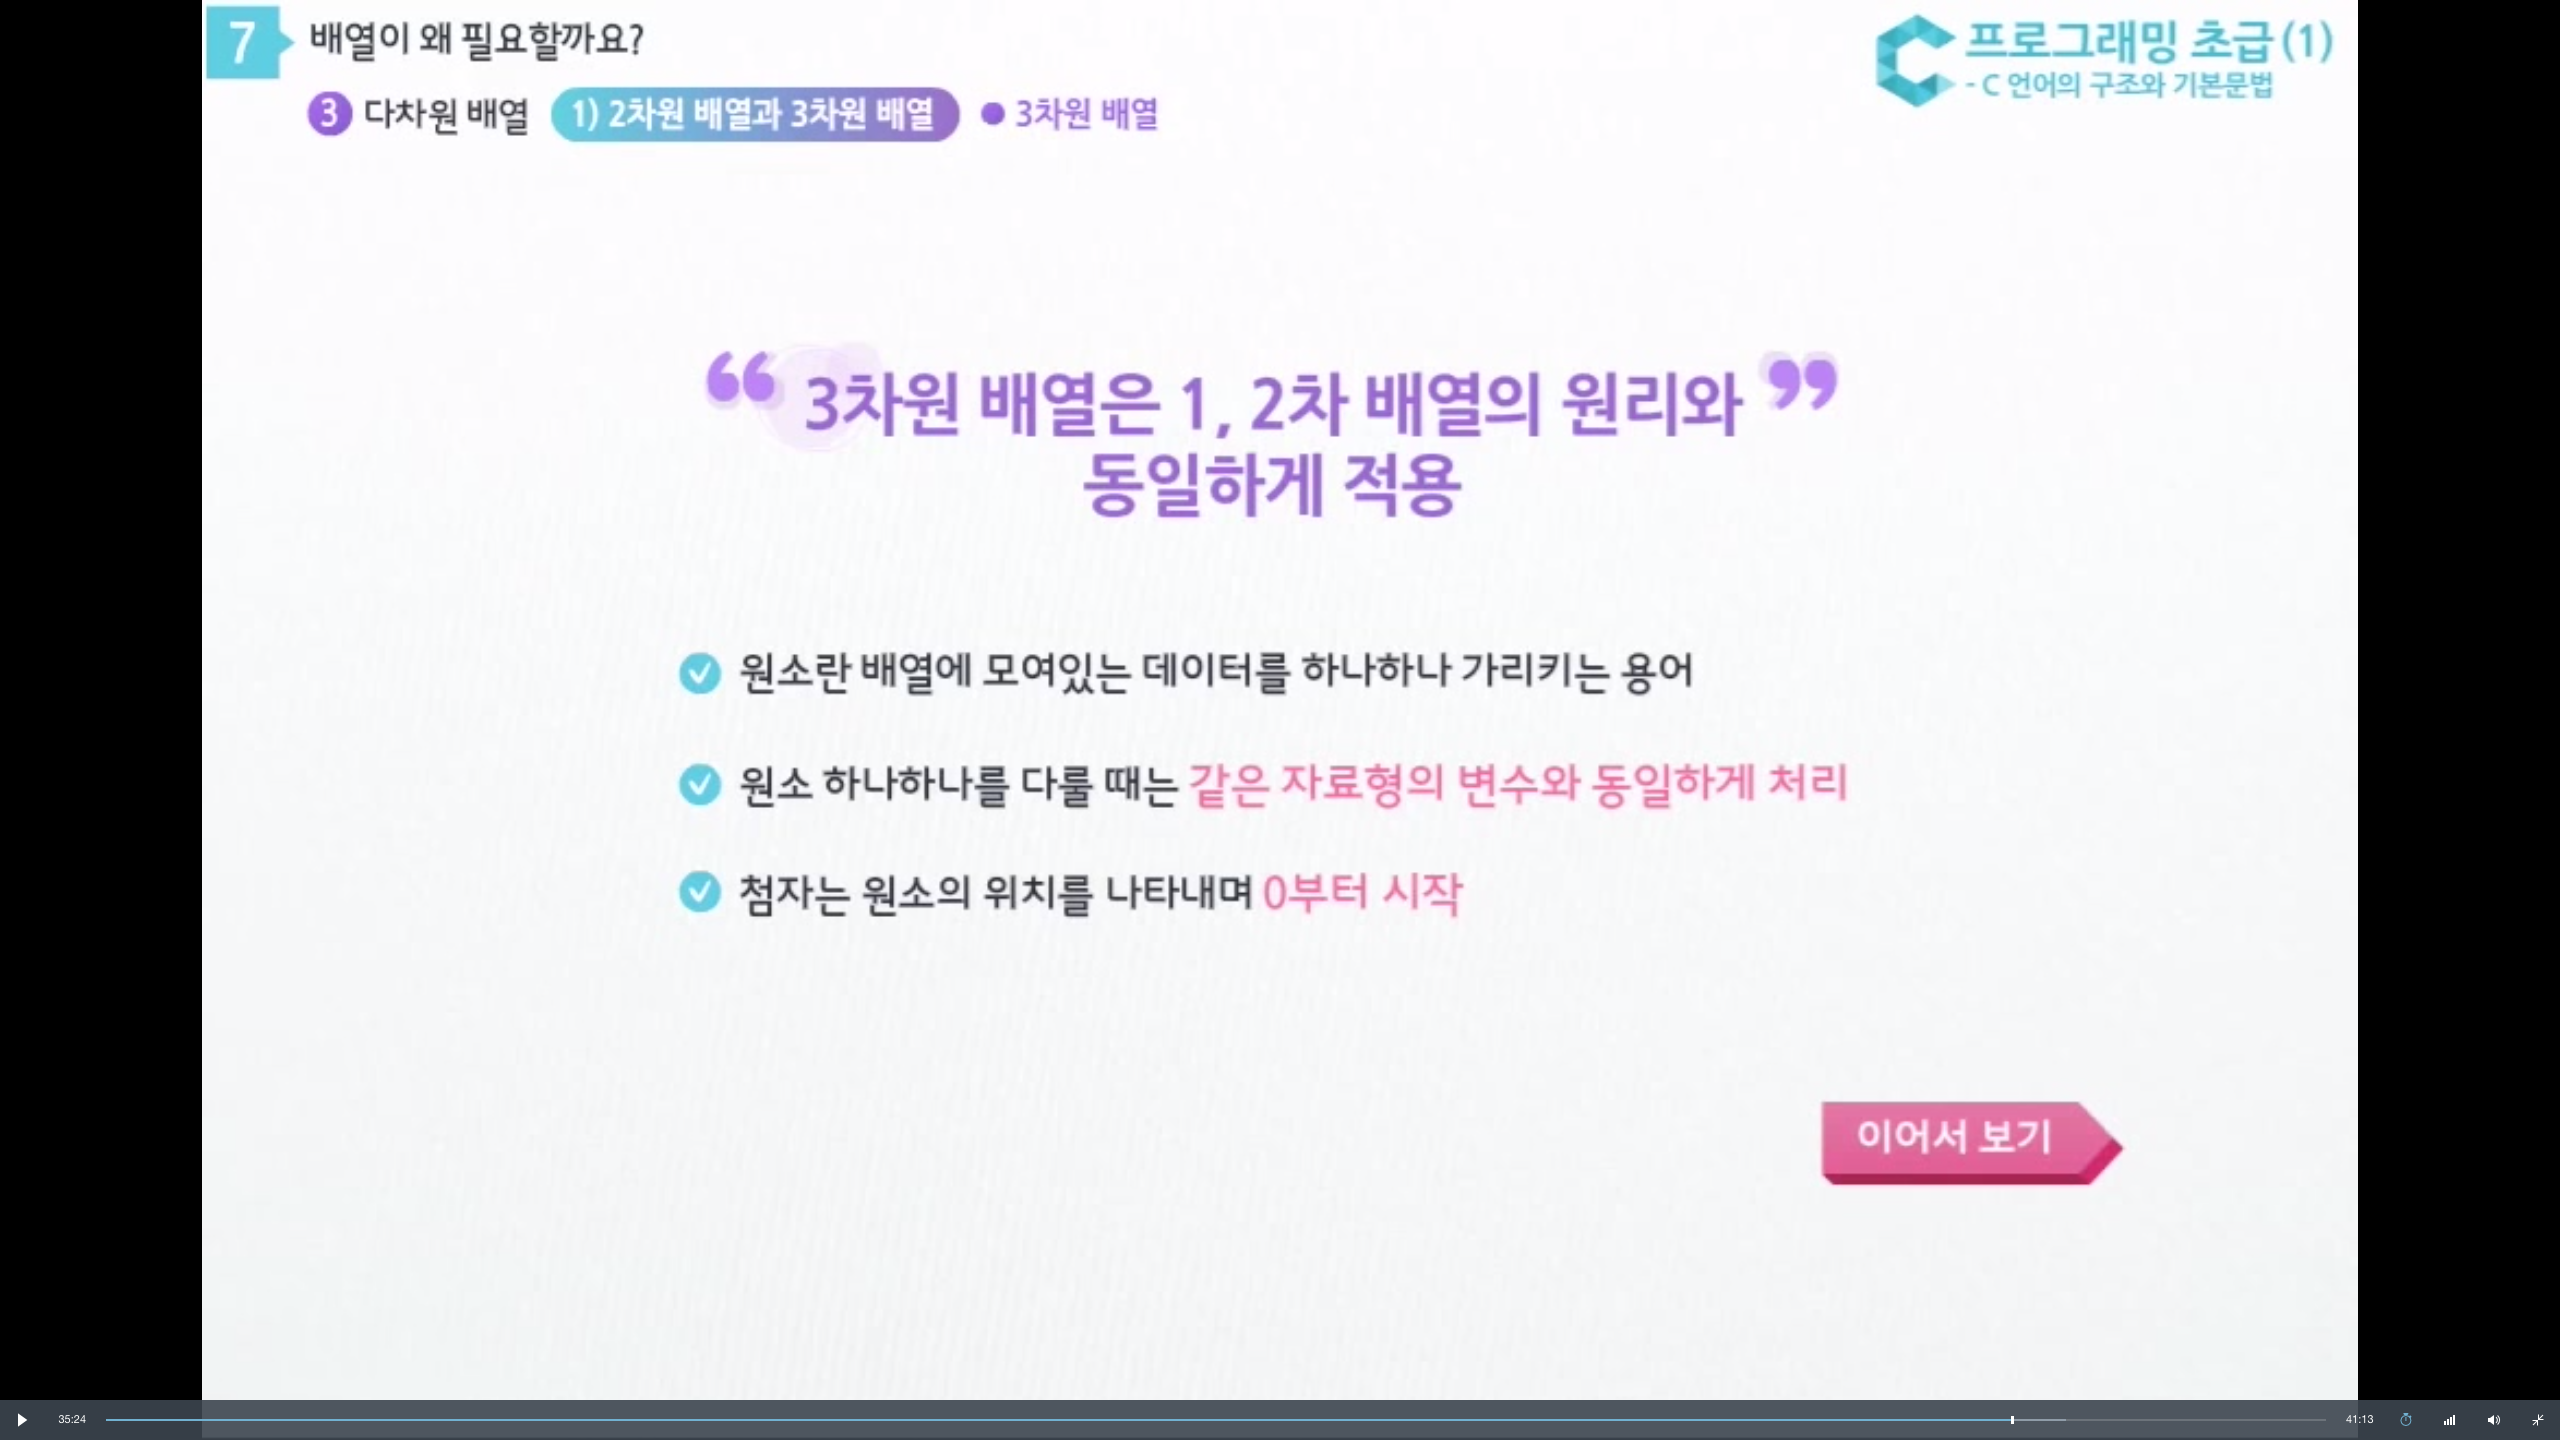 7 배열이 왜 필요할까요?
프로그래밍 초급(1)
- C 언어의 구조와 기본문법
3 다차원 배열 1) 2차원 배열과 3차원 배열 ● 3차원 배열
“ 3차원 배열은 1, 2차 배열의 원리와 ”
동일하게 적용
원소란 배열에 모여있는 데이터를 하나하나 가리키는 용어
원소 하나하나를 다룰 때는 같은 자료형의 변수와 동일하게 처리
첨자는 원소의 위치를 나타내며 0부터 시작
이어서 보기
35:24
41:13